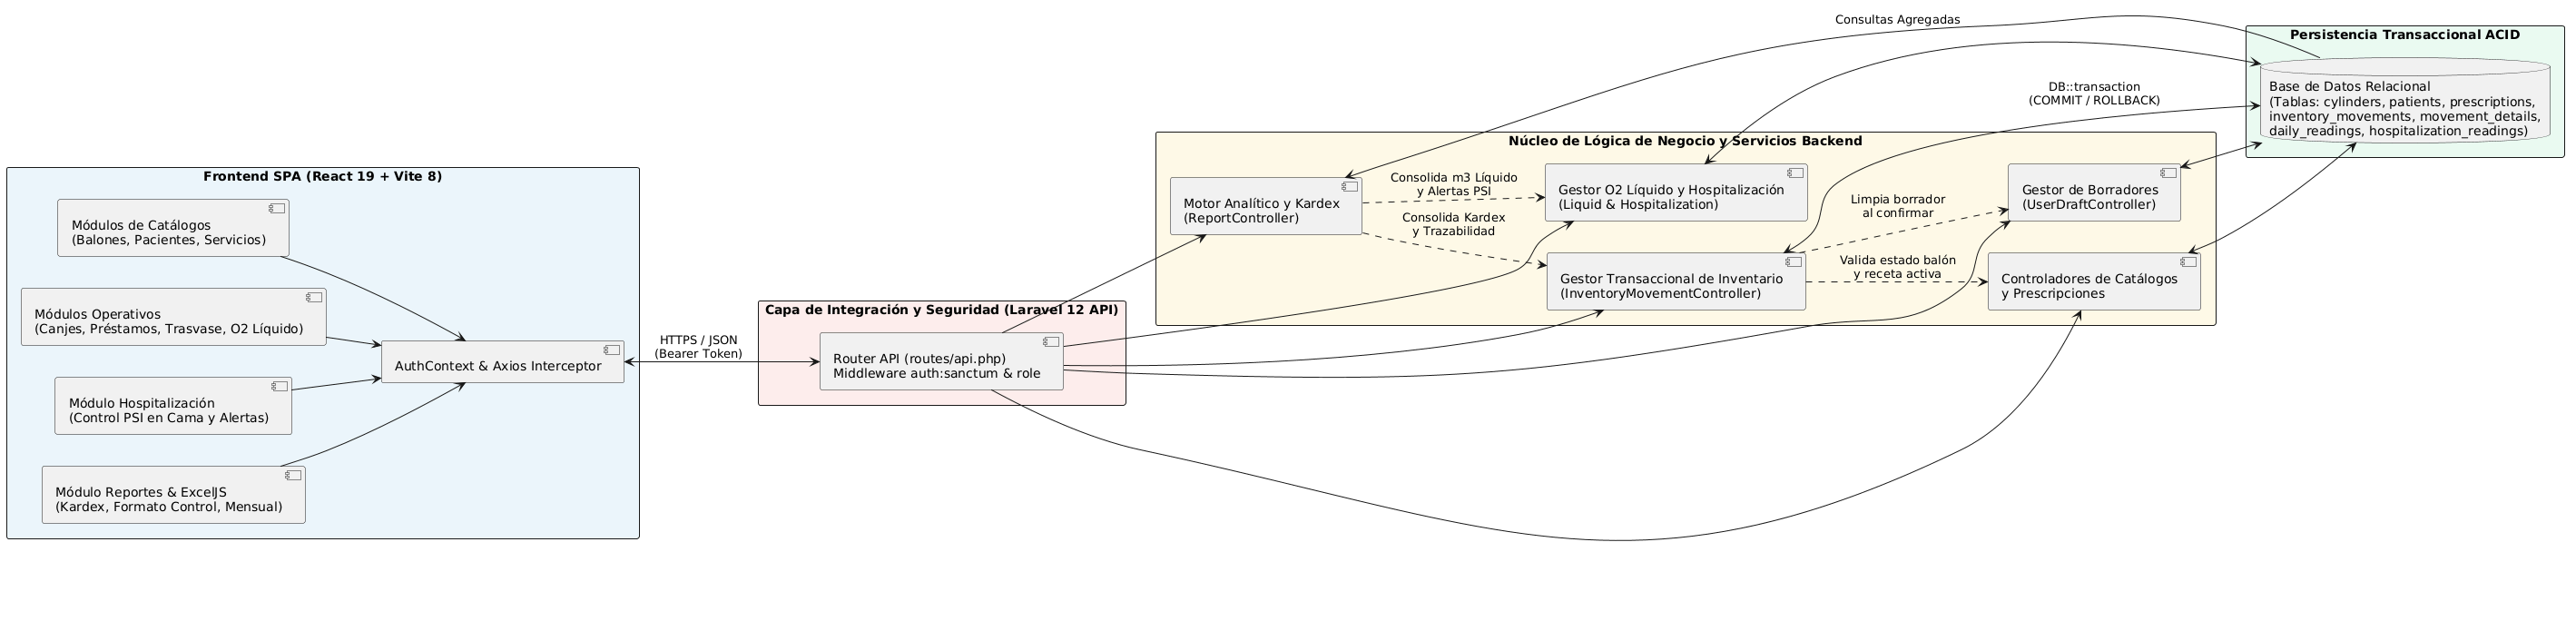 Frontend SPA (React 19 + Vite 8)
Módulos de Catálogos
(Balones, Pacientes, Servicios)
Módulos Operativos
(Canjes, Préstamos, Trasvase, O2 Líquido)
Módulo Hospitalización
(Control PSI en Cama y Alertas)
Módulo Reportes & ExcelJS
(Kardex, Formato Control, Mensual)
AuthContext & Axios Interceptor
HTTPS / JSON
(Bearer Token)
Capa de Integración y Seguridad (Laravel 12 API)
Router API (routes/api.php)
Middleware auth:sanctum & role
Núcleo de Lógica de Negocio y Servicios Backend
Motor Analítico y Kardex
(ReportController)
Consolida m3 Líquido
y Alertas PSI
Consolida Kardex
y Trazabilidad
Gestor O2 Líquido y Hospitalización
(Liquid & Hospitalization)
Gestor Transaccional de Inventario
(InventoryMovementController)
Limpia borrador
al confirmar
Valida estado balón
y receta activa
Gestor de Borradores
(UserDraftController)
Controladores de Catálogos
y Prescripciones
Consultas Agregadas
DB::transaction
(COMMIT / ROLLBACK)
Persistencia Transaccional ACID
Base de Datos Relacional
(Tablas: cylinders, patients, prescriptions,
inventory_movements, movement_details,
daily_readings, hospitalization_readings)